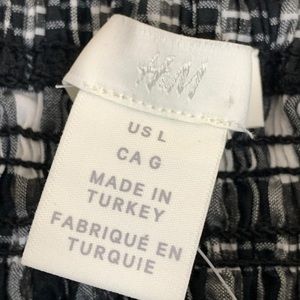 H&M
US L
CA G
MADE IN
TURKEY
FABRIQUÉ EN
TURQUIE